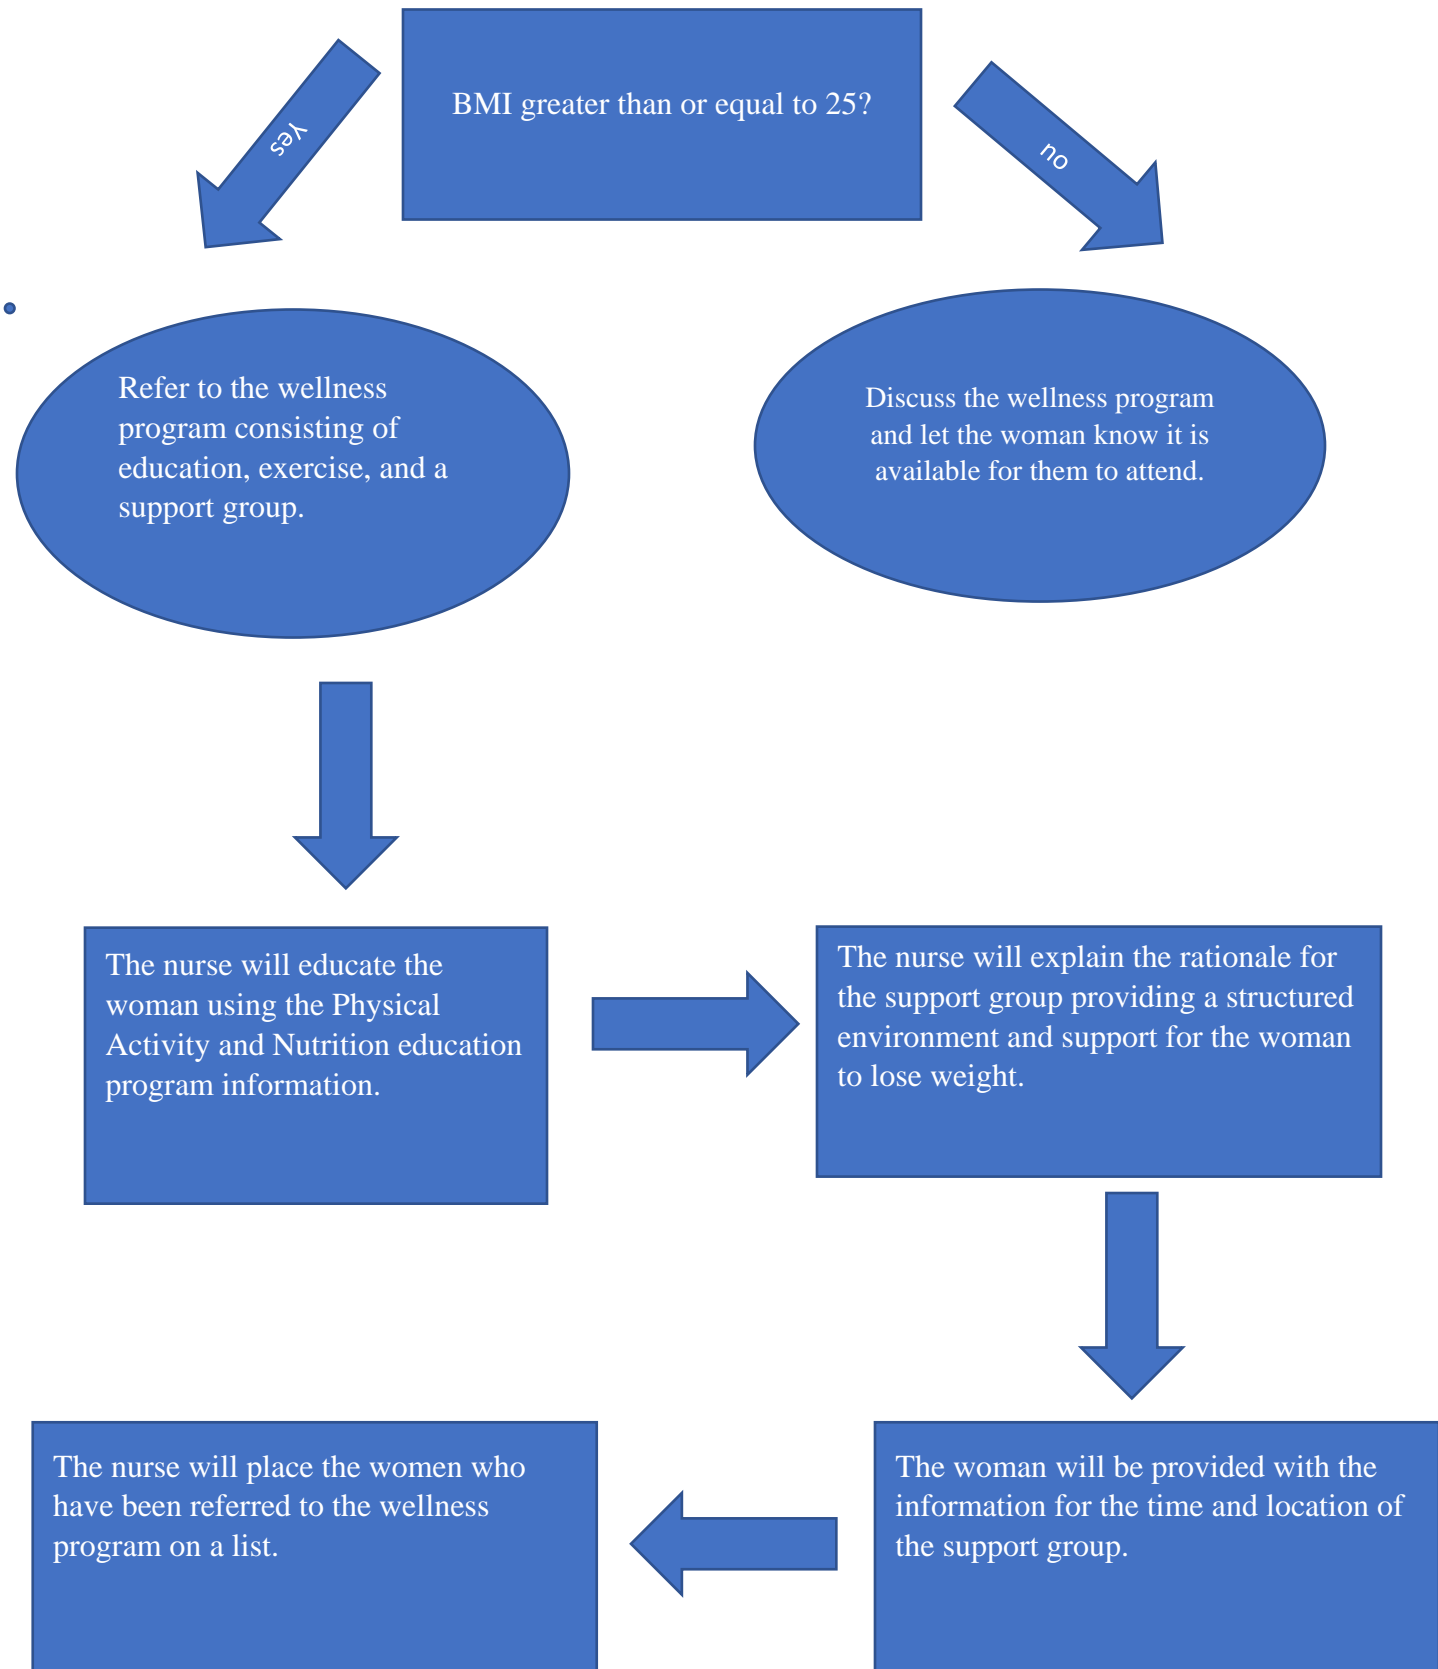 BMI greater than or equal to 25?
Yes
no
Refer to the wellness
program consisting of
education, exercise, and a
support group.
Discuss the wellness program
and let the woman know it is
available for them to attend.
The nurse will educate the
woman using the Physical
Activity and Nutrition education
program information.
The nurse will explain the rationale for
the support group providing a structured
environment and support for the woman
to lose weight.
The woman will be provided with the
information for the time and location of
the support group.
The nurse will place the women who
have been referred to the wellness
program on a list.